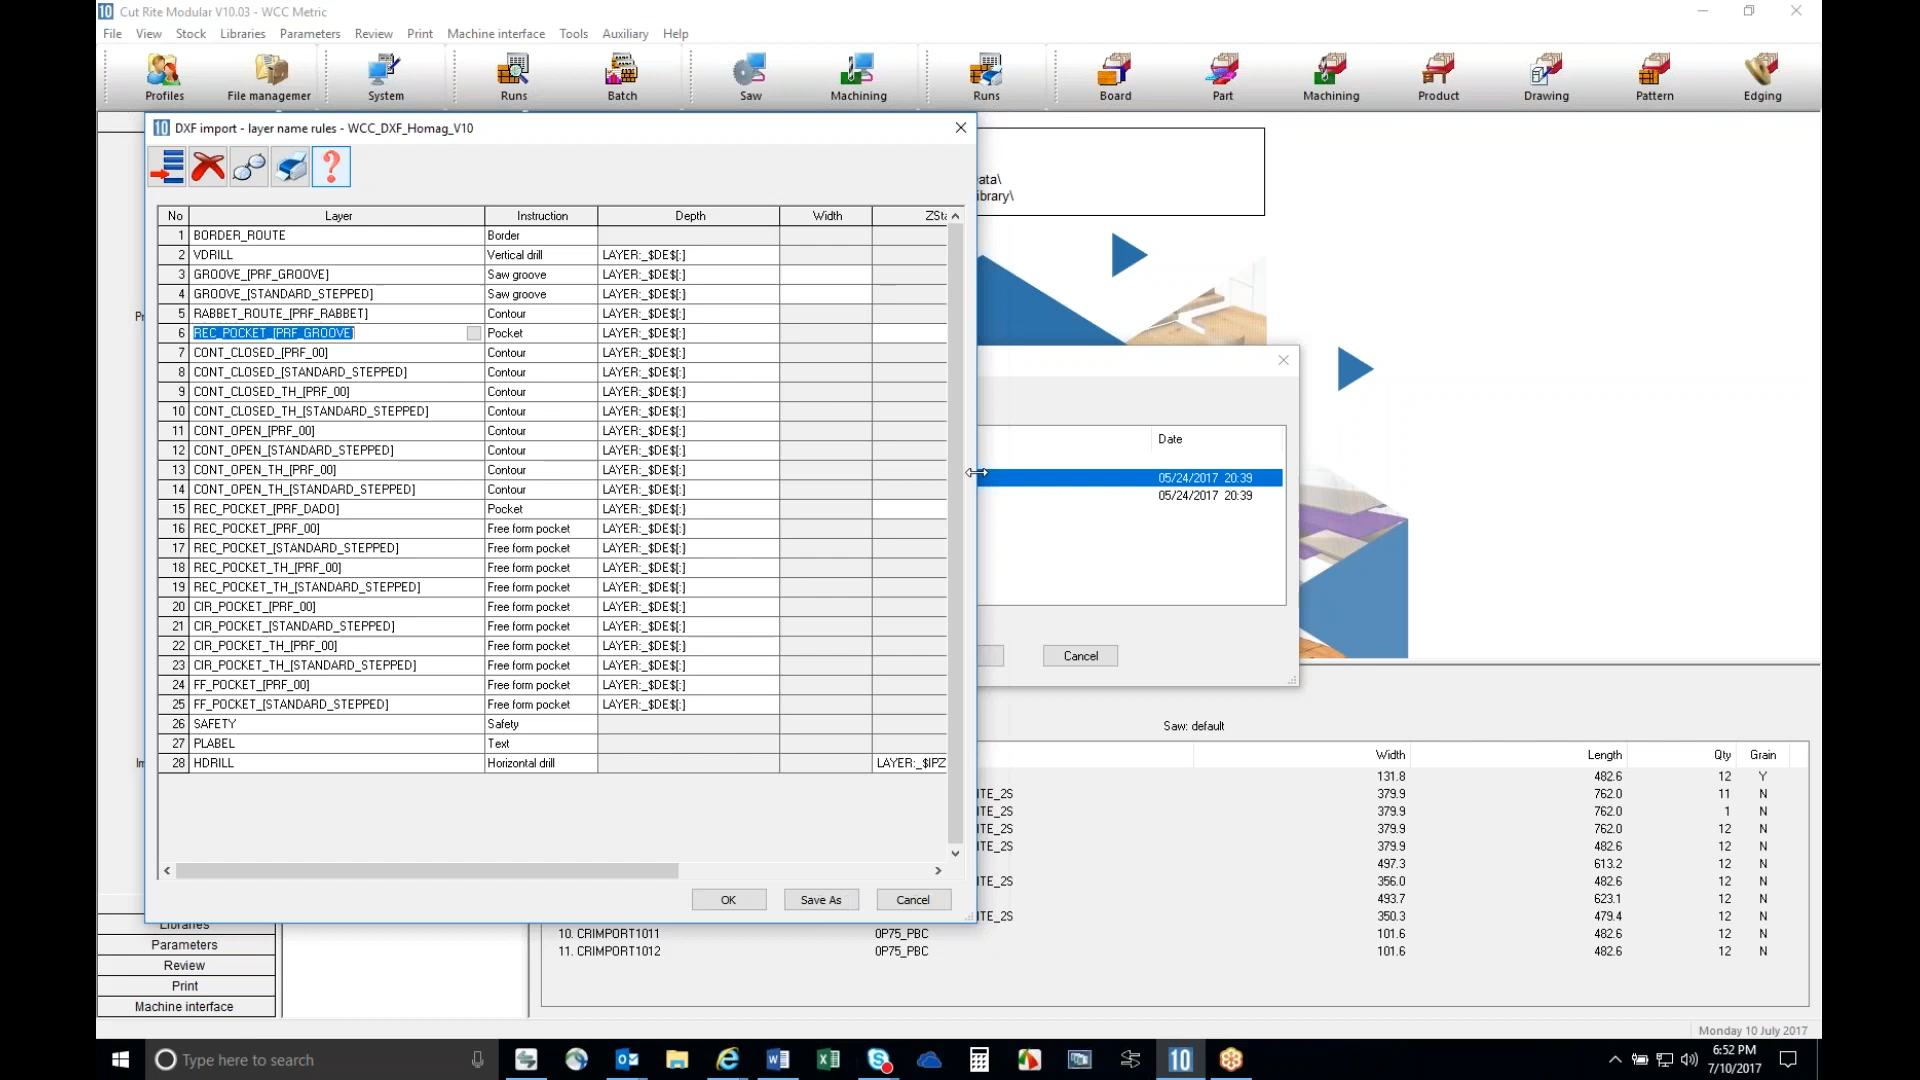 10 Cut Rite Modular V10.03 - WCC Metric
File View Stock Libraries Parameters Review Print Machine interface Tools Auxiliary Help
Profiles File managemer System Runs Batch Saw Machining Runs Board Part Machining Product Drawing Pattern Edging
10 DXF import - layer name rules - WCC_DXF_Homag_V10
ata\
ibrary\
No Layer Instruction Depth Width ZSta
1 BORDER_ROUTE Border
2 VDRILL Vertical drill LAYER:_$DE$[:]
3 GROOVE_[PRF_GROOVE] Saw groove LAYER:_$DE$[:]
4 GROOVE_[STANDARD_STEPPED] Saw groove LAYER:_$DE$[:]
5 RABBET_ROUTE_[PRF_RABBET] Contour LAYER:_$DE$[:]
6 REC_POCKET_[PRF_GROOVE] Pocket LAYER:_$DE$[:]
7 CONT_CLOSED_[PRF_00] Contour LAYER:_$DE$[:]
8 CONT_CLOSED_[STANDARD_STEPPED] Contour LAYER:_$DE$[:]
9 CONT_CLOSED_TH_[PRF_00] Contour LAYER:_$DE$[:]
10 CONT_CLOSED_TH_[STANDARD_STEPPED] Contour LAYER:_$DE$[:]
11 CONT_OPEN_[PRF_00] Contour LAYER:_$DE$[:]
12 CONT_OPEN_[STANDARD_STEPPED] Contour LAYER:_$DE$[:]
13 CONT_OPEN_TH_[PRF_00] Contour LAYER:_$DE$[:]
14 CONT_OPEN_TH_[STANDARD_STEPPED] Contour LAYER:_$DE$[:]
15 REC_POCKET_[PRF_DADO] Pocket LAYER:_$DE$[:]
16 REC_POCKET_[PRF_00] Free form pocket LAYER:_$DE$[:]
17 REC_POCKET_[STANDARD_STEPPED] Free form pocket LAYER:_$DE$[:]
18 REC_POCKET_TH_[PRF_00] Free form pocket LAYER:_$DE$[:]
19 REC_POCKET_TH_[STANDARD_STEPPED] Free form pocket LAYER:_$DE$[:]
20 CIR_POCKET_[PRF_00] Free form pocket LAYER:_$DE$[:]
21 CIR_POCKET_[STANDARD_STEPPED] Free form pocket LAYER:_$DE$[:]
22 CIR_POCKET_TH_[PRF_00] Free form pocket LAYER:_$DE$[:]
23 CIR_POCKET_TH_[STANDARD_STEPPED] Free form pocket LAYER:_$DE$[:]
24 FF_POCKET_[PRF_00] Free form pocket LAYER:_$DE$[:]
25 FF_POCKET_[STANDARD_STEPPED] Free form pocket LAYER:_$DE$[:]
26 SAFETY Safety
27 PLABEL Text
28 HDRILL Horizontal drill LAYER:_$IPZ
OK Save As Cancel
Date
05/24/2017 20:39
05/24/2017 20:39
Cancel
Saw: default
Width Length Qty Grain
131.8 482.6 12 Y
ITE_2S 379.9 762.0 11 N
379.9 762.0 1 N
ITE_2S 379.9 762.0 12 N
ITE_2S 379.9 482.6 12 N
497.3 613.2 12 N
ITE_2S 356.0 482.6 12 N
493.7 623.1 12 N
ITE_2S 350.3 479.4 12 N
10. CRIMPORT1011 0P75_PBC 101.6 482.6 12 N
11. CRIMPORT1012 0P75_PBC 101.6 482.6 12 N
Libraries
Parameters
Review
Print
Machine interface
Monday 10 July 2017
Type here to search
10
6:52 PM
7/10/2017